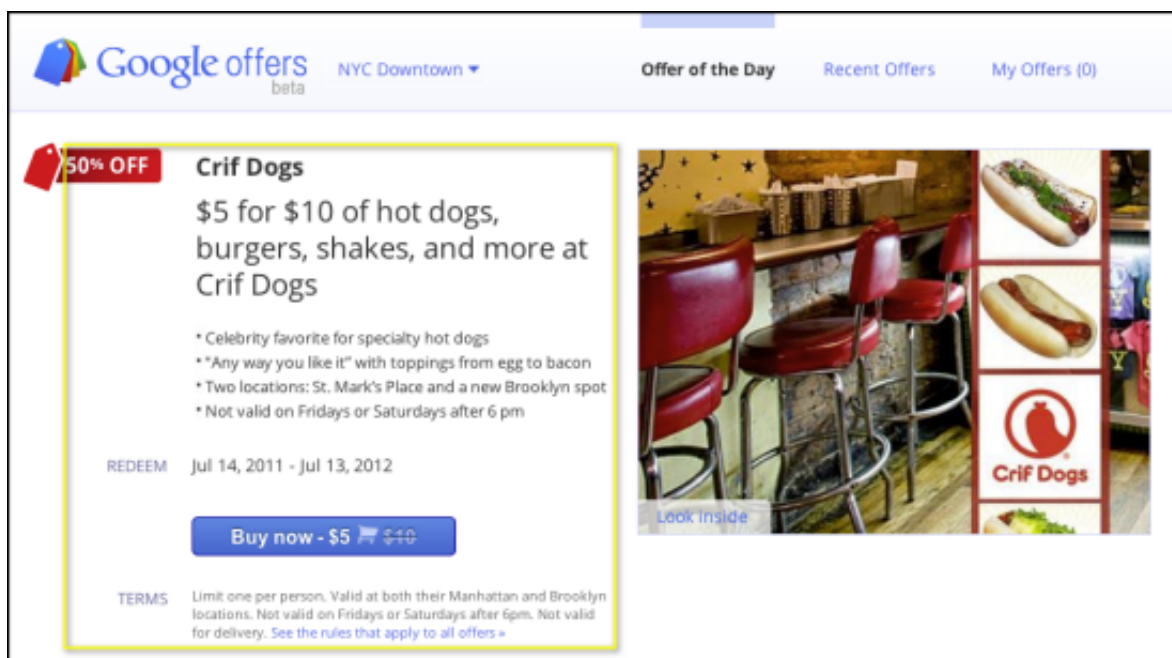 Google offers
beta
NYC Downtown
Offer of the Day
Recent Offers
My Offers (0)
50% OFF
Crif Dogs
$5 for $10 of hot dogs,
burgers, shakes, and more at
Crif Dogs
* Celebrity favorite for specialty hot dogs
* "Any way you like it" with toppings from egg to bacon
* Two locations: St. Mark's Place and a new Brooklyn spot
* Not valid on Fridays or Saturdays after 6 pm
REDEEM
Jul 14, 2011 - Jul 13, 2012
Buy now - $5 $10
TERMS
Limit one per person. Valid at both their Manhattan and Brooklyn
locations. Not valid on Fridays or Saturdays after 6pm. Not valid
for delivery. See the rules that apply to all offers »
Look Inside
Crif Dogs